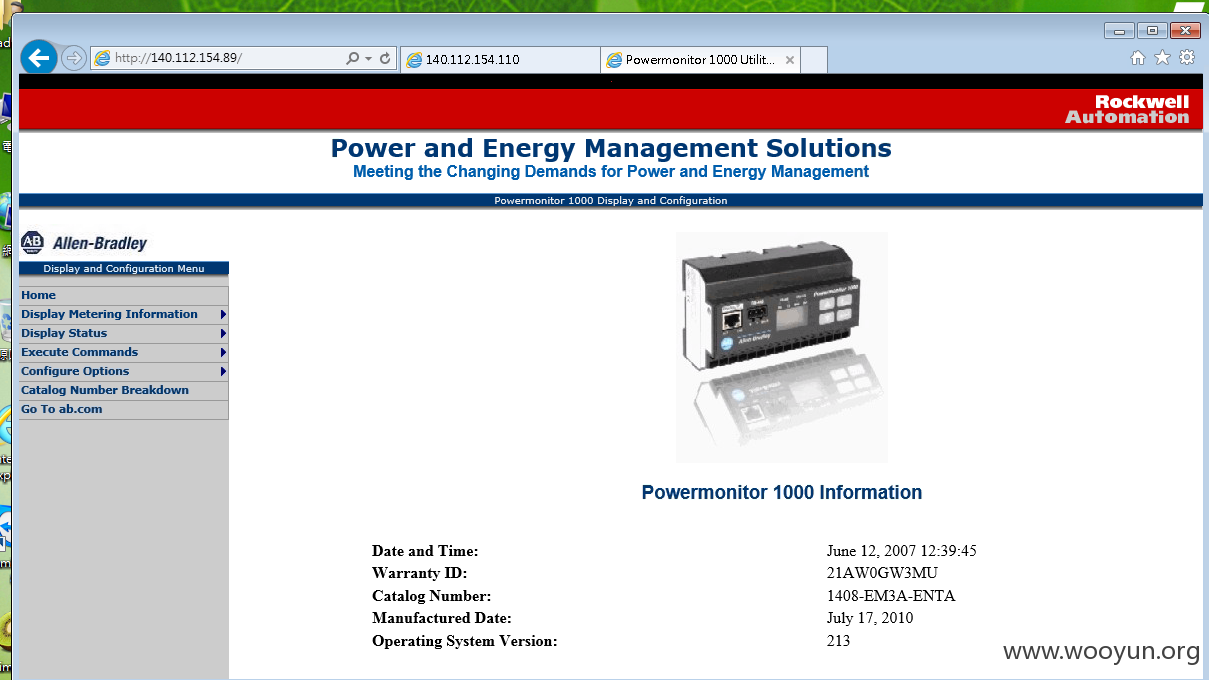 http://140.112.154.89/
140.112.154.110
Powermonitor 1000 Utilit...
Rockwell
Automation
Power and Energy Management Solutions
Meeting the Changing Demands for Power and Energy Management
Powermonitor 1000 Display and Configuration
AB Allen-Bradley
Display and Configuration Menu
Home
Display Metering Information
Display Status
Execute Commands
Configure Options
Catalog Number Breakdown
Go To ab.com
Powermonitor 1000
Allen-Bradley
Powermonitor 1000 Information
Date and Time: June 12, 2007 12:39:45
Warranty ID: 21AW0GW3MU
Catalog Number: 1408-EM3A-ENTA
Manufactured Date: July 17, 2010
Operating System Version: 213
www.wooyun.org